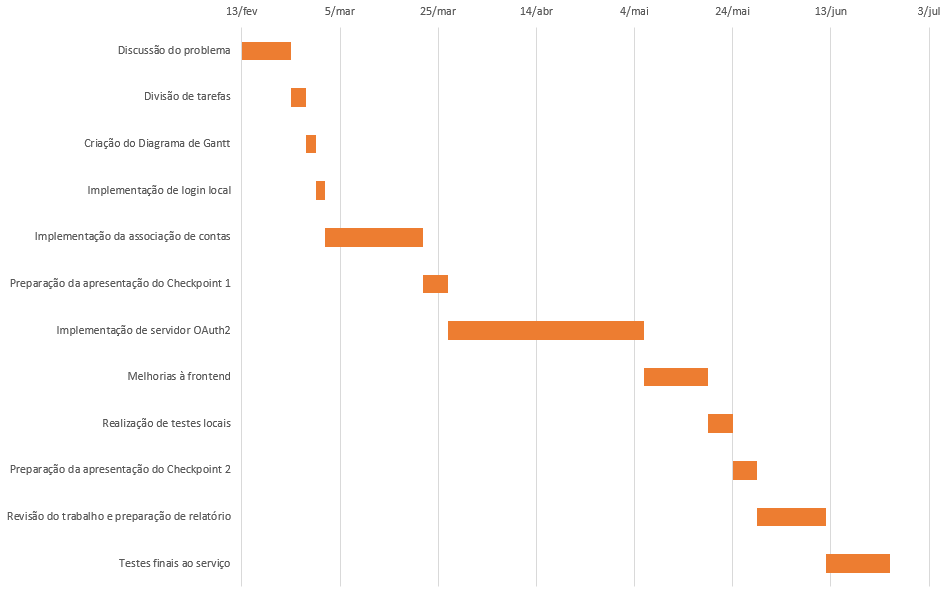 13/fev 5/mar 25/mar 14/abr 4/mai 24/mai 13/jun 3/jul
Discussão do problema
Divisão de tarefas
Criação do Diagrama de Gantt
Implementação de login local
Implementação da associação de contas
Preparação da apresentação do Checkpoint 1
Implementação de servidor OAuth2
Melhorias à frontend
Realização de testes locais
Preparação da apresentação do Checkpoint 2
Revisão do trabalho e preparação de relatório
Testes finais ao serviço